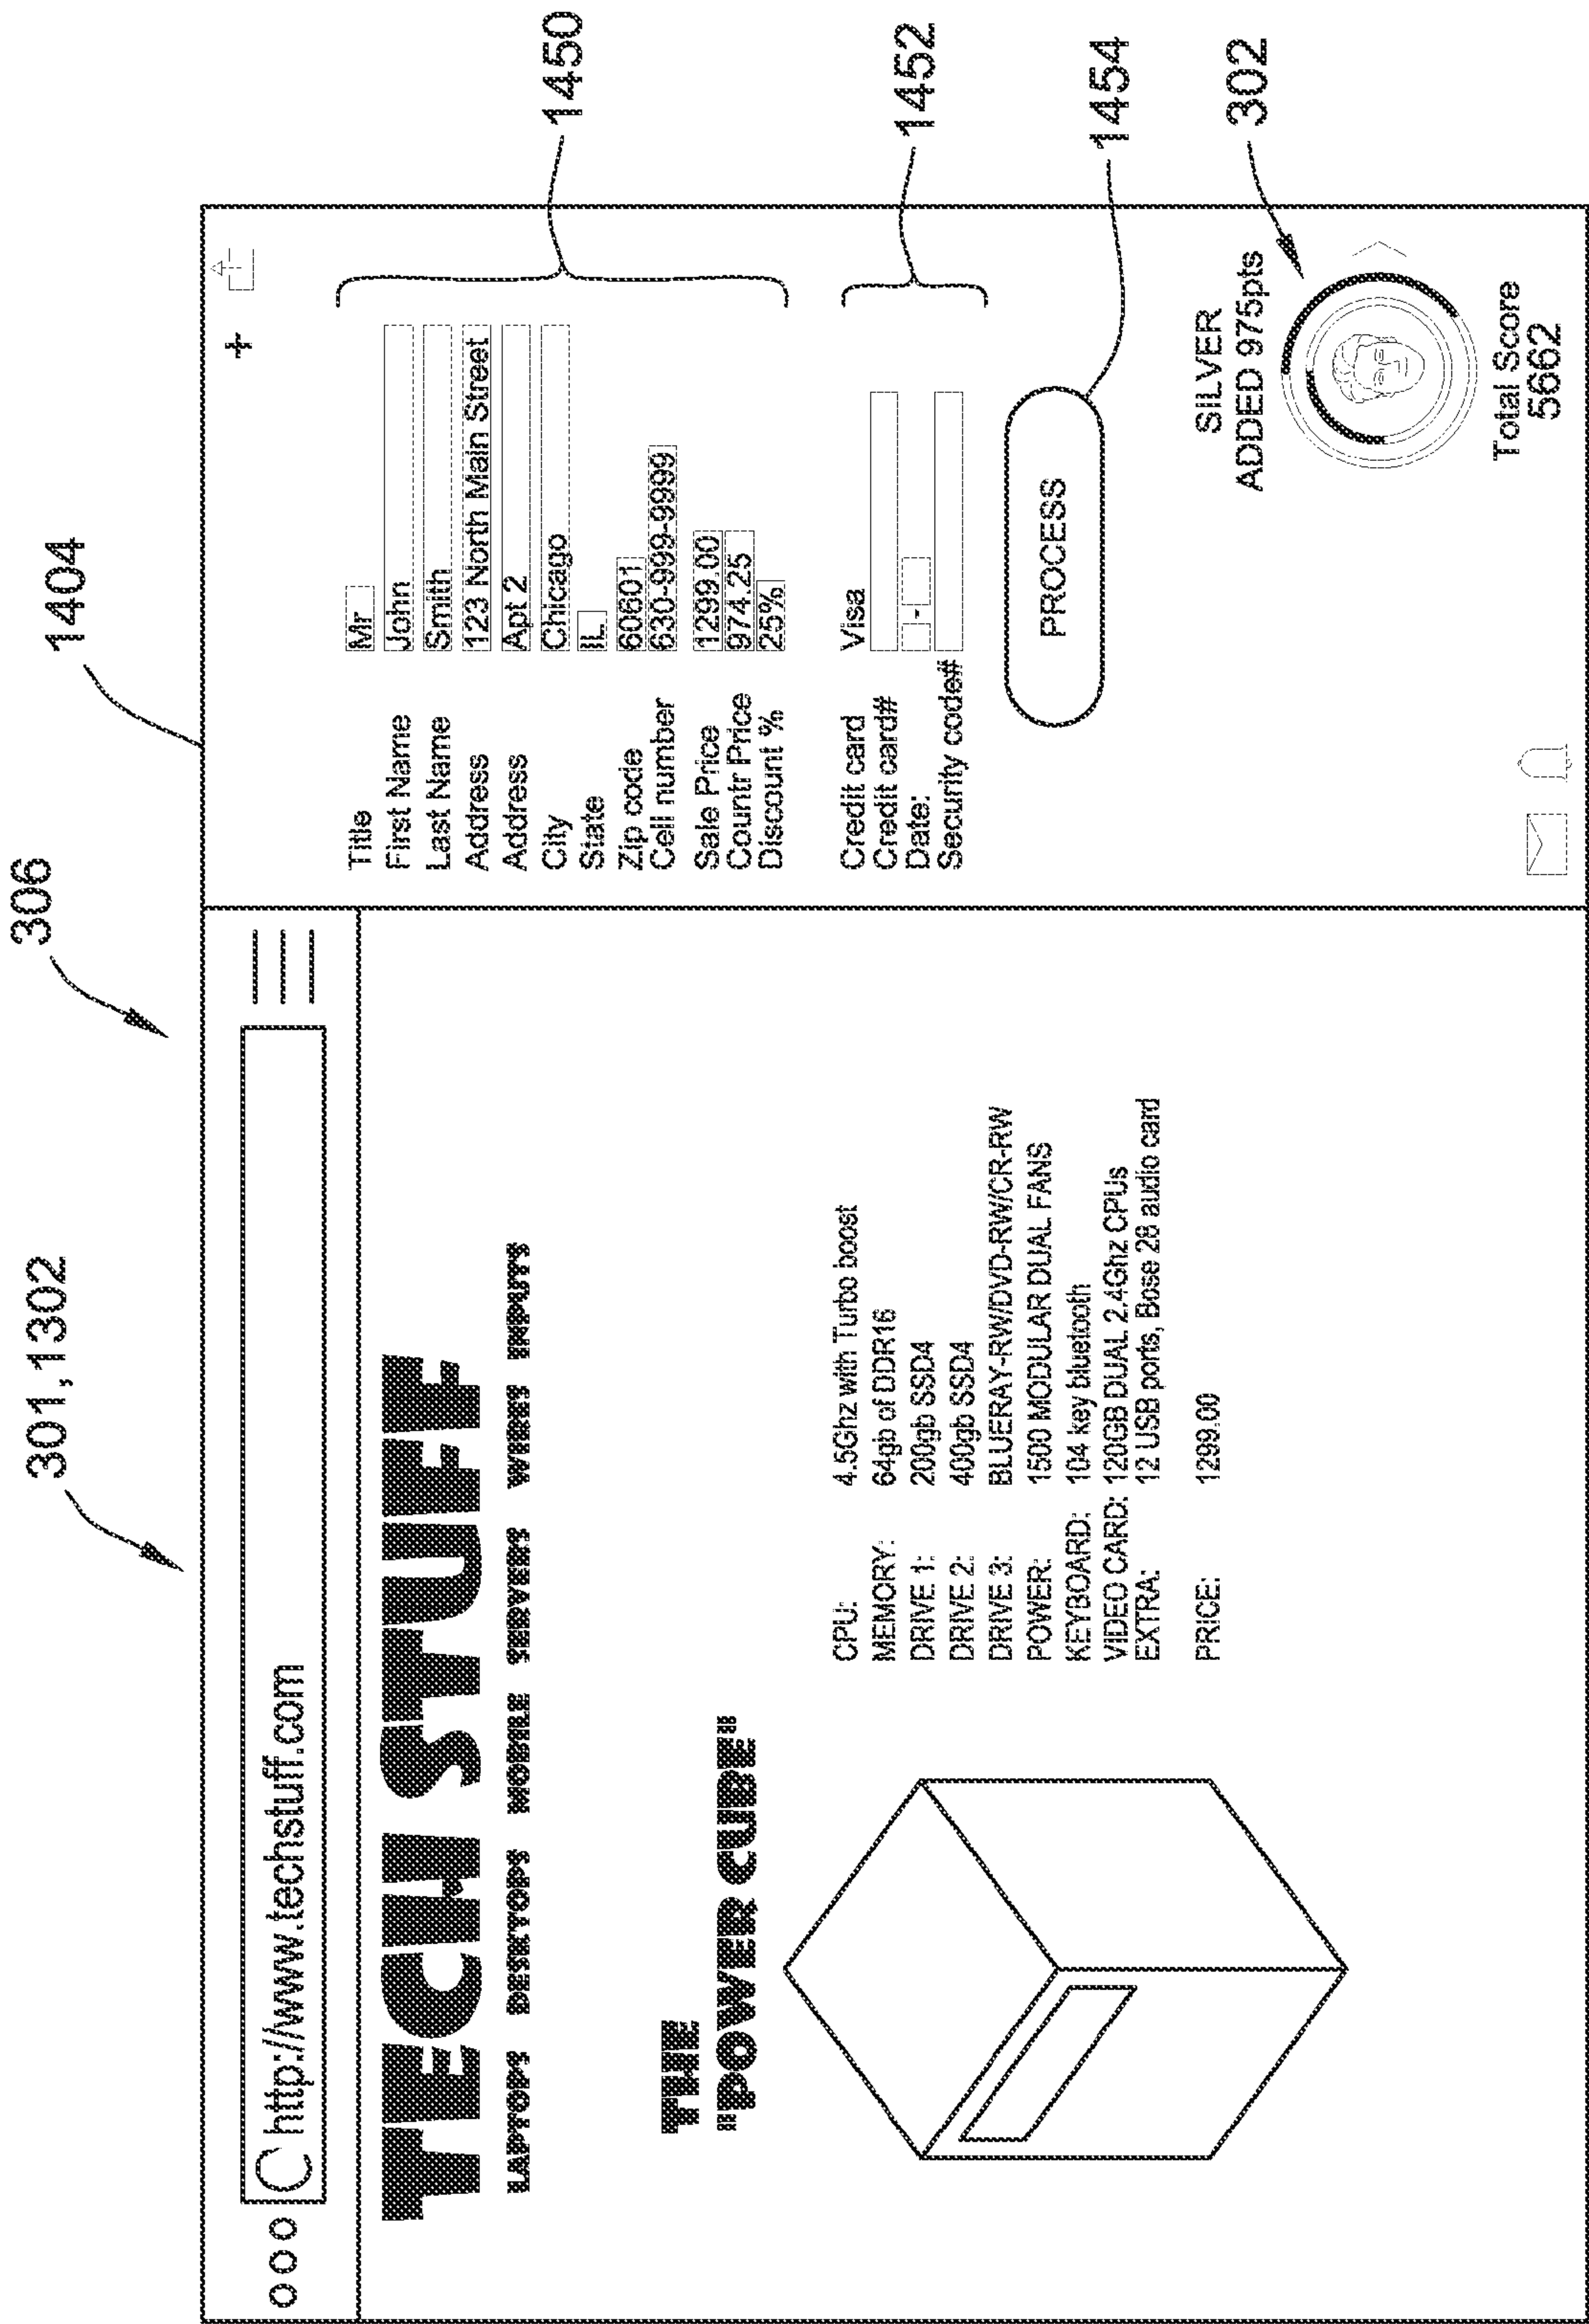 301,1302
306
1404
http://www.techstuff.com
TECH STUFF
LAPTOPS DESKTOPS MOBILE SERVERS WIRES INPUTS
THE
"POWER CUBE"
CPU: 4.5Ghz with Turbo boost
MEMORY: 64gb of DDR16
DRIVE 1: 200gb SSD4
DRIVE 2: 400gb SSD4
DRIVE 3: BLUERAY-RW/DVD-RW/CR-RW
POWER: 1500 MODULAR DUAL FANS
KEYBOARD: 104 key bluetooth
VIDEO CARD: 120GB DUAL 2.4Ghz CPUs
EXTRA: 12 USB ports, Bose 28 audio card
PRICE: 1299.00
+
Title Mr
First Name John
Last Name Smith
Address 123 North Main Street
Address Apt 2
City Chicago
State IL
Zip code 60601
Cell number 630-999-9999
Sale Price 1299.00
Countr Price 974.25
Discount % 25%
1450
Credit card Visa
Credit card#
Date: -
Security code#
1452
PROCESS
1454
SILVER
ADDED 975pts
302
Total Score
5662